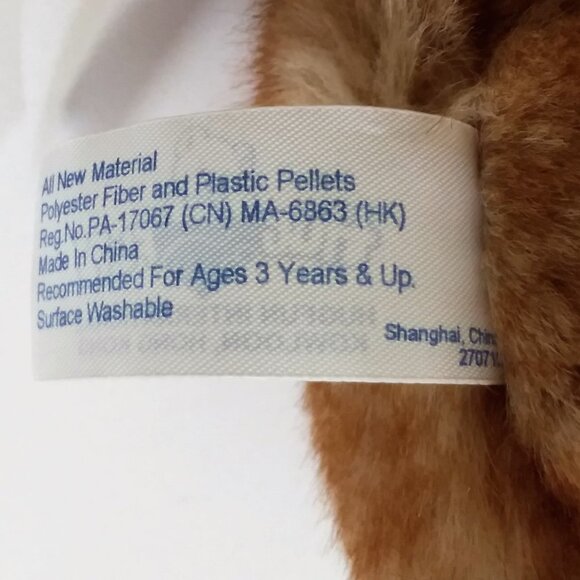 All New Material
Polyester Fiber and Plastic Pellets
Reg.No.PA-17067 (CN) MA-6863 (HK)
Made In China
Recommended For Ages 3 Years & Up.
Surface Washable
Shanghai,